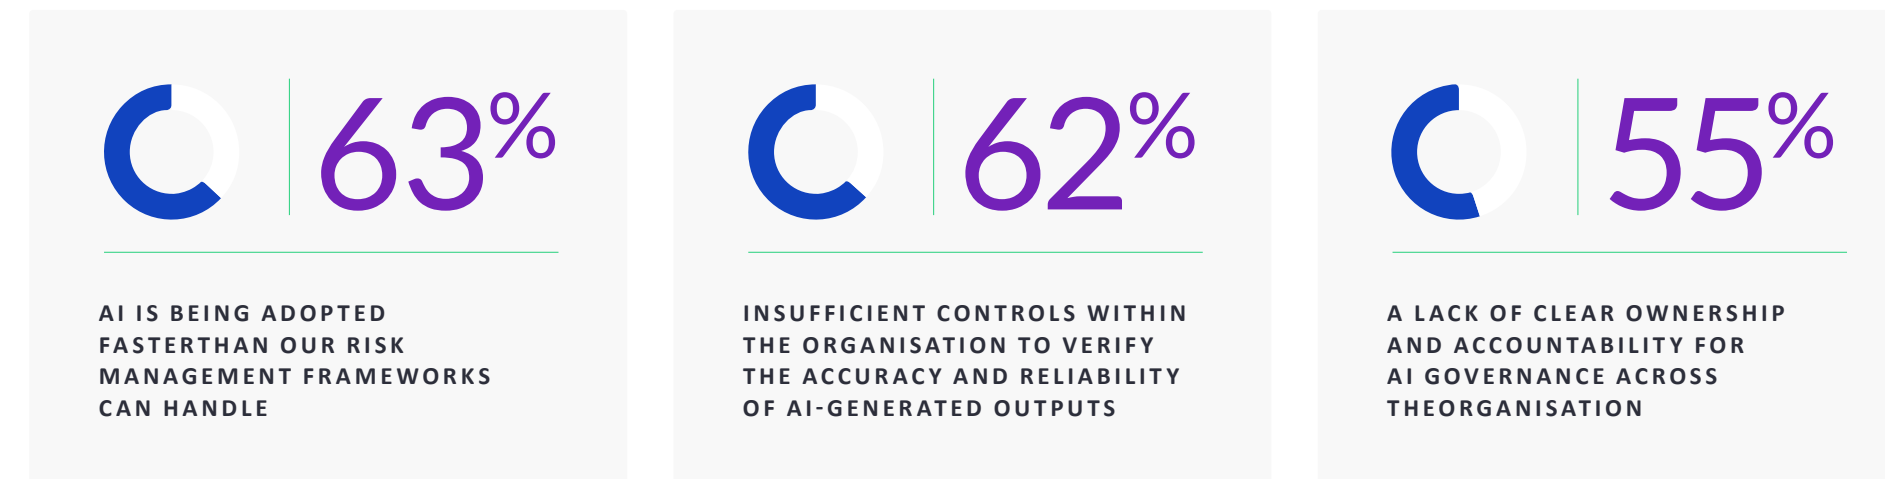 63%
AI IS BEING ADOPTED
FASTERTHAN OUR RISK
MANAGEMENT FRAMEWORKS
CAN HANDLE
62%
INSUFFICIENT CONTROLS WITHIN
THE ORGANISATION TO VERIFY
THE ACCURACY AND RELIABILITY
OF AI-GENERATED OUTPUTS
55%
A LACK OF CLEAR OWNERSHIP
AND ACCOUNTABILITY FOR
AI GOVERNANCE ACROSS
THEORGANISATION